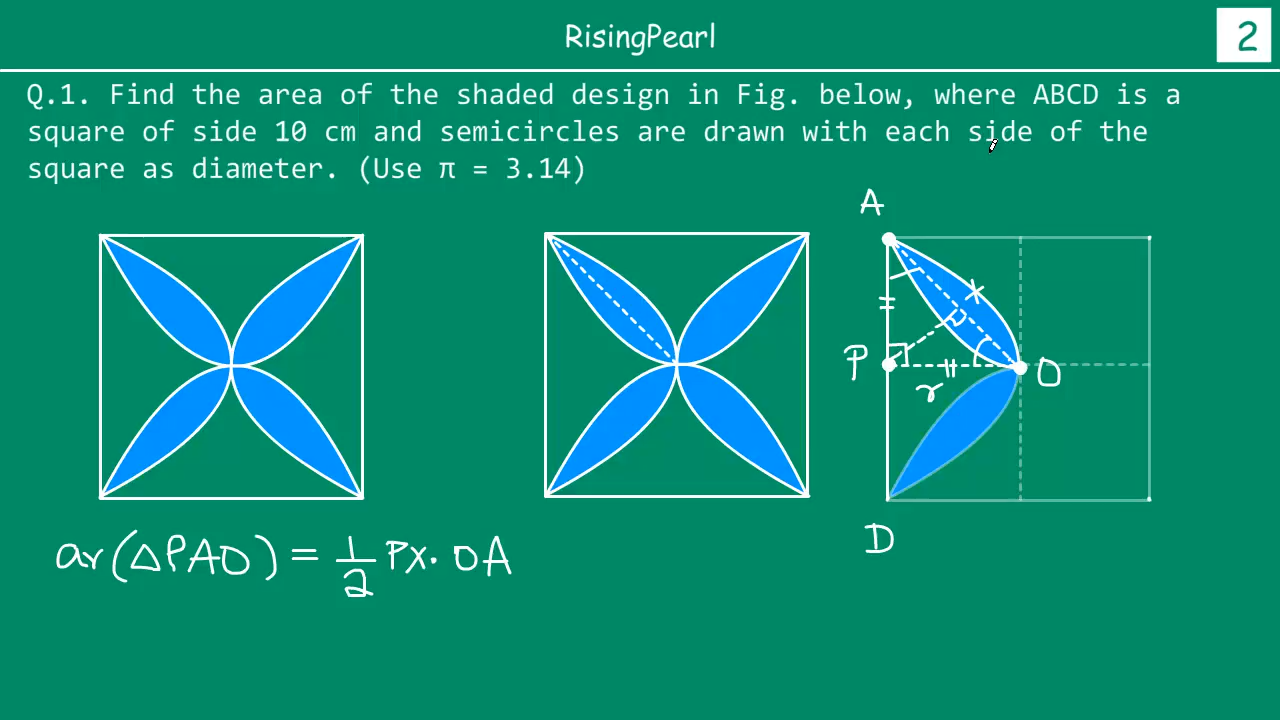 RisingPearl
2
Q.1. Find the area of the shaded design in Fig. below, where ABCD is a
square of side 10 cm and semicircles are drawn with each side of the
square as diameter. (Use π = 3.14)
A
X
P
r
O
D
ar(ΔPAO) = 1/2 PX. OA